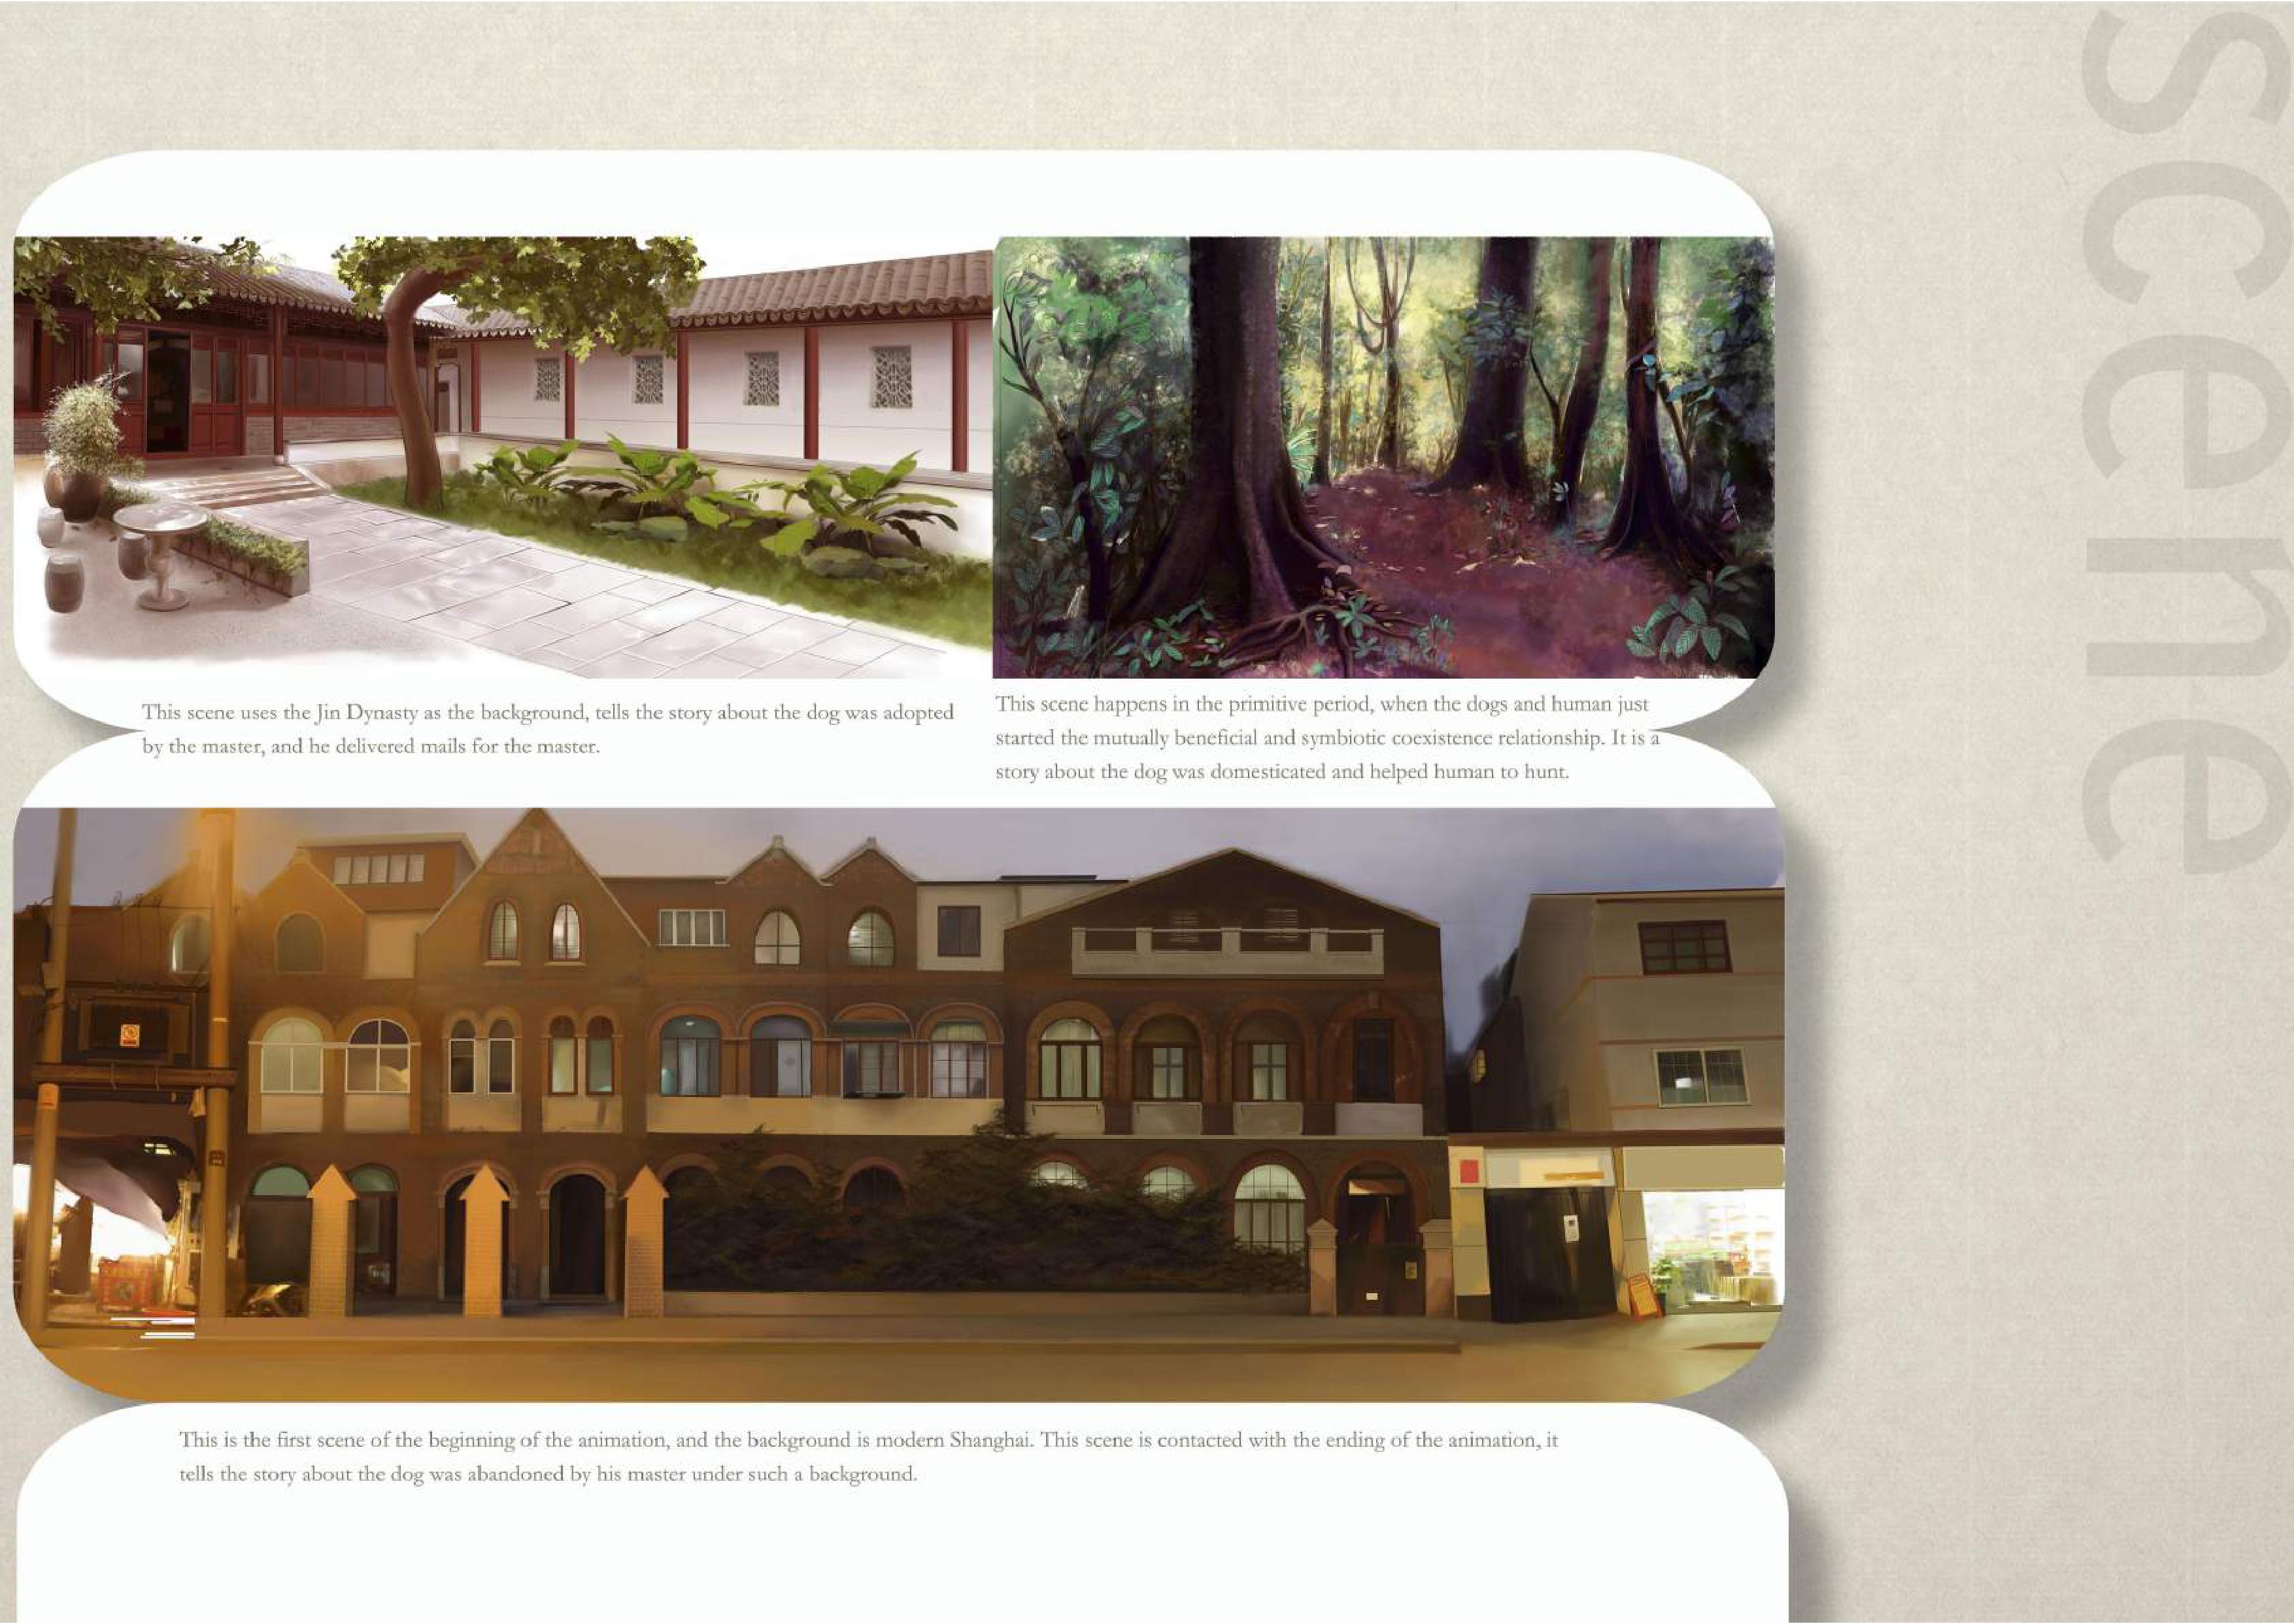 scene
This scene uses the Jin Dynasty as the background, tells the story about the dog was adopted
by the master, and he delivered mails for the master.
This scene happens in the primitive period, when the dogs and human just
started the mutually beneficial and symbiotic coexistence relationship. It is a
story about the dog was domesticated and helped human to hunt.
This is the first scene of the beginning of the animation, and the background is modern Shanghai. This scene is contacted with the ending of the animation, it
tells the story about the dog was abandoned by his master under such a background.